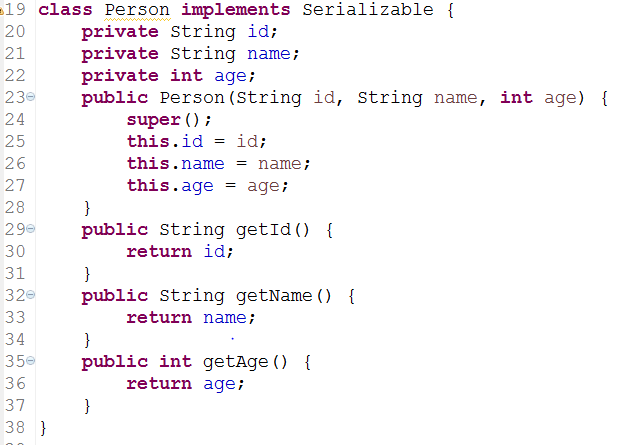 19 class Person implements Serializable {
20     private String id;
21     private String name;
22     private int age;
23     public Person(String id, String name, int age) {
24         super();
25         this.id = id;
26         this.name = name;
27         this.age = age;
28     }
29     public String getId() {
30         return id;
31     }
32     public String getName() {
33         return name;
34     }
35     public int getAge() {
36         return age;
37     }
38 }